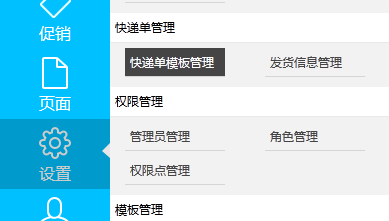 促销
页面
设置
快递单管理
快递单模板管理 发货信息管理
权限管理
管理员管理 角色管理
权限点管理
模板管理